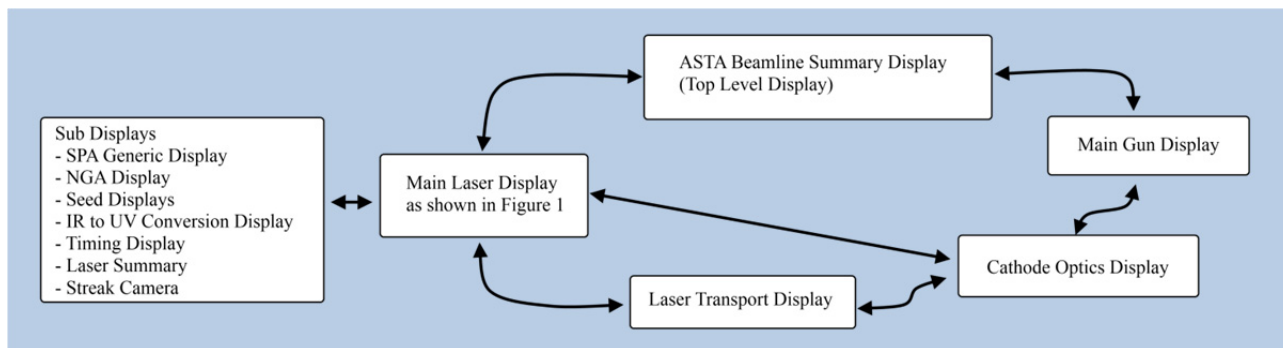 ASTA Beamline Summary Display
(Top Level Display)
Sub Displays
- SPA Generic Display
- NGA Display
- Seed Displays
- IR to UV Conversion Display
- Timing Display
- Laser Summary
- Streak Camera
Main Laser Display
as shown in Figure 1
Main Gun Display
Laser Transport Display
Cathode Optics Display